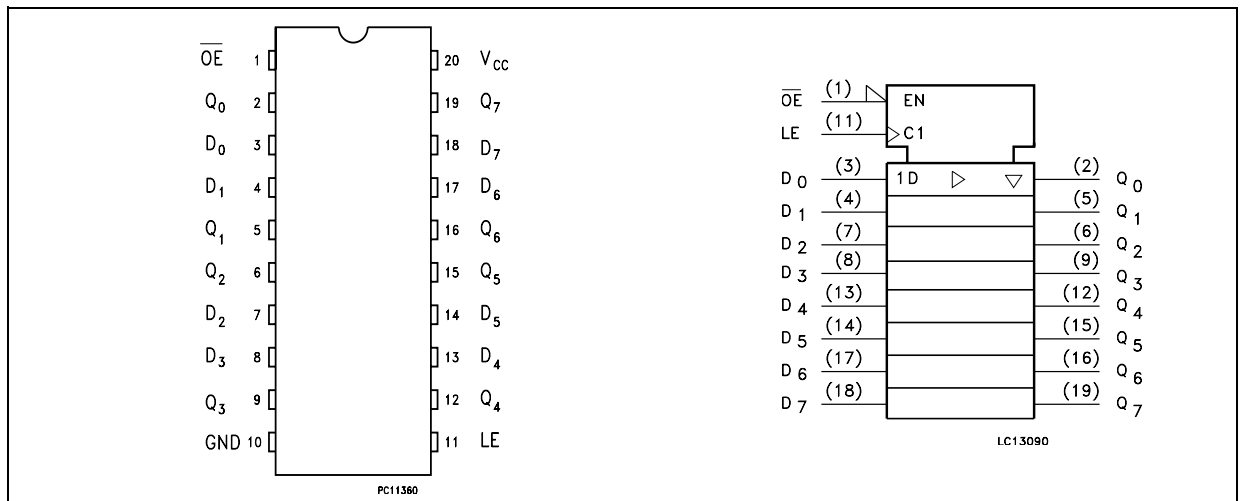 OE 1 20 VCC
Q0 2 19 Q7
D0 3 18 D7
D1 4 17 D6
Q1 5 16 Q6
Q2 6 15 Q5
D2 7 14 D5
D3 8 13 D4
Q3 9 12 Q4
GND 10 11 LE
PC11360
OE (1) EN
LE (11) C1
D0 (3) 1D (2) Q0
D1 (4) (5) Q1
D2 (7) (6) Q2
D3 (8) (9) Q3
D4 (13) (12) Q4
D5 (14) (15) Q5
D6 (17) (16) Q6
D7 (18) (19) Q7
LC13090